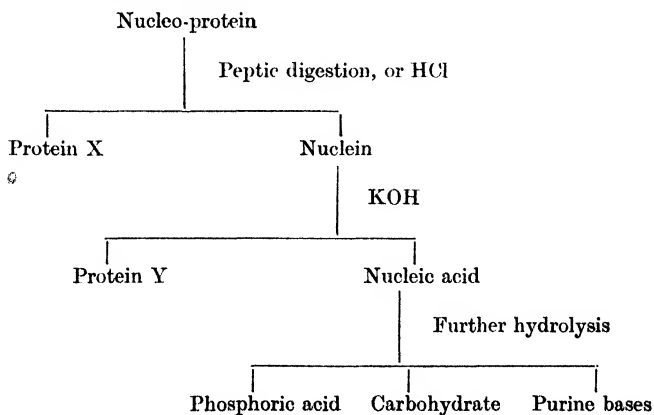 Nucleo-protein
Peptic digestion, or HCl
Protein X Nuclein
KOH
Protein Y Nucleic acid
Further hydrolysis
Phosphoric acid Carbohydrate Purine bases